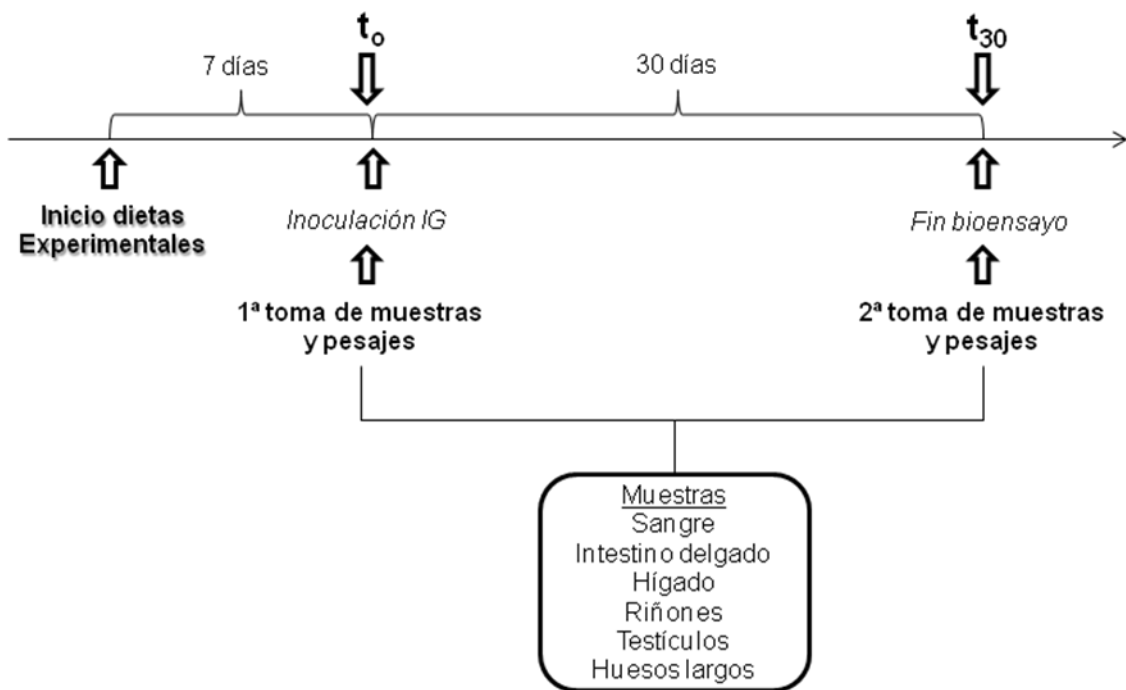 t₀
t₃₀
7 días
30 días
Inicio dietas
Experimentales
Inoculación IG
Fin bioensayo
1ª toma de muestras
y pesajes
2ª toma de muestras
y pesajes
Muestras
Sangre
Intestino delgado
Hígado
Riñones
Testículos
Huesos largos